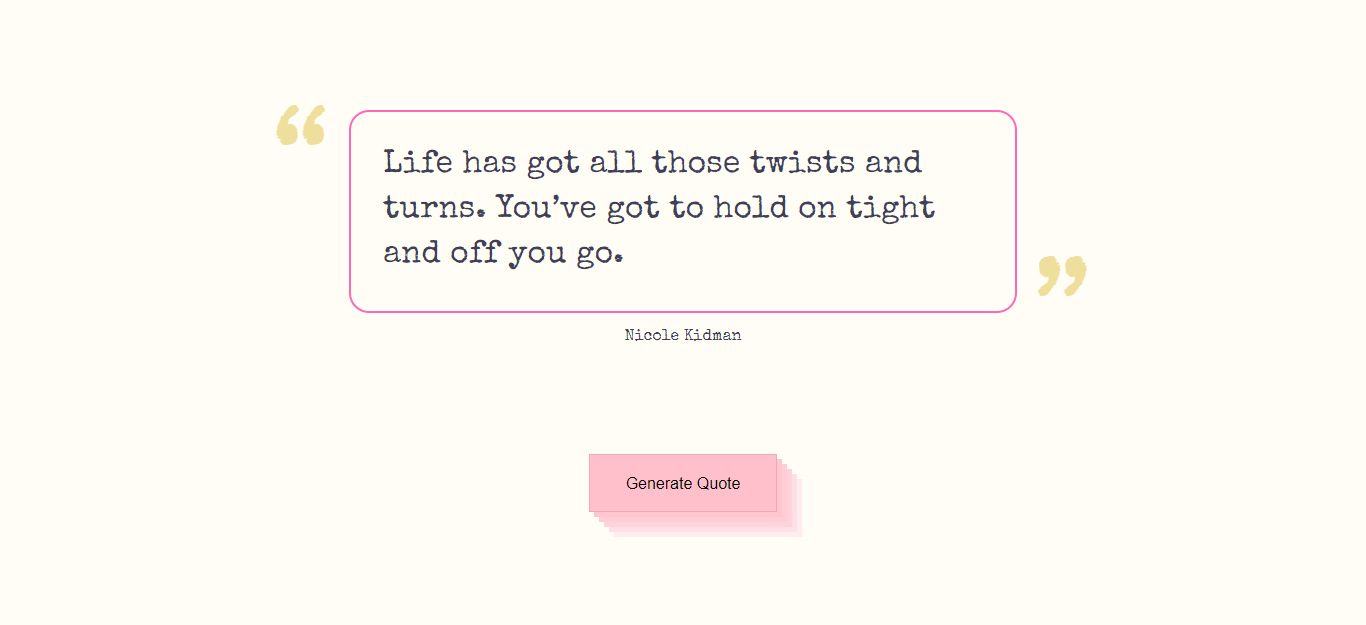 “
Life has got all those twists and
turns. You’ve got to hold on tight
and off you go.
”
Nicole Kidman
Generate Quote